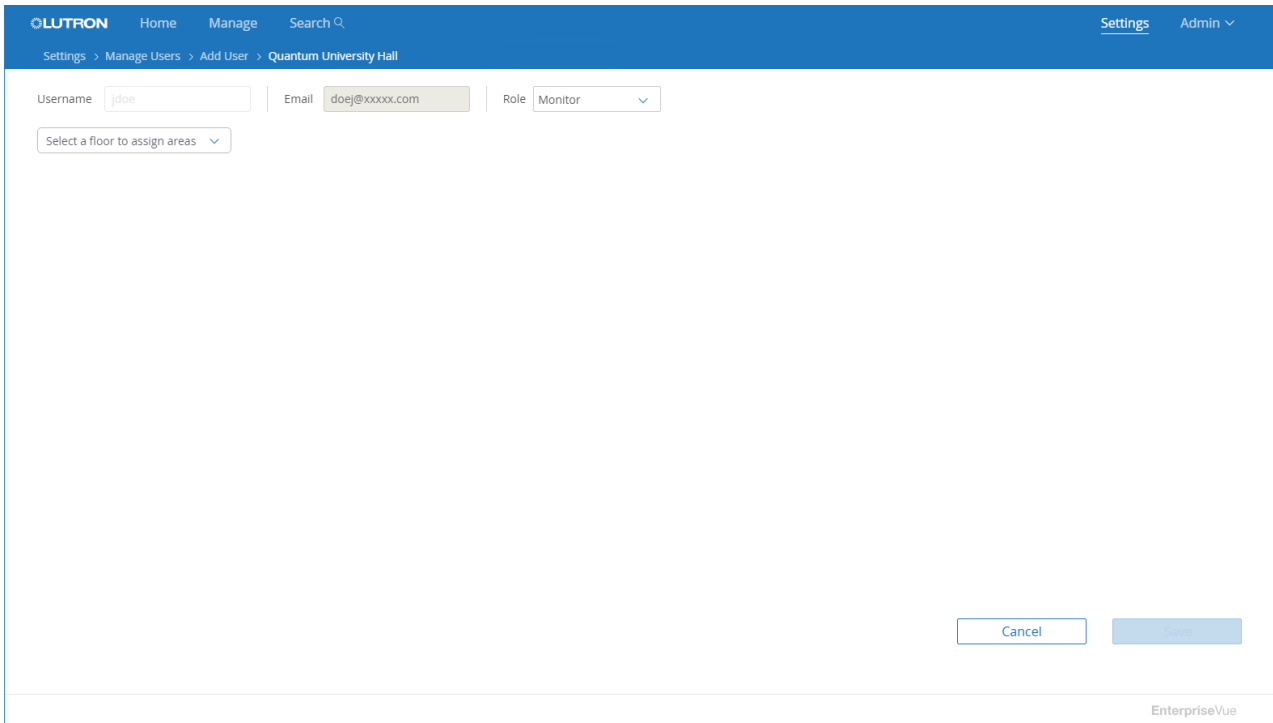 LUTRON Home Manage Search Settings Admin
Settings > Manage Users > Add User > Quantum University Hall
Username jdoe Email doej@xxxxx.com Role Monitor
Select a floor to assign areas
Cancel Save
EnterpriseVue